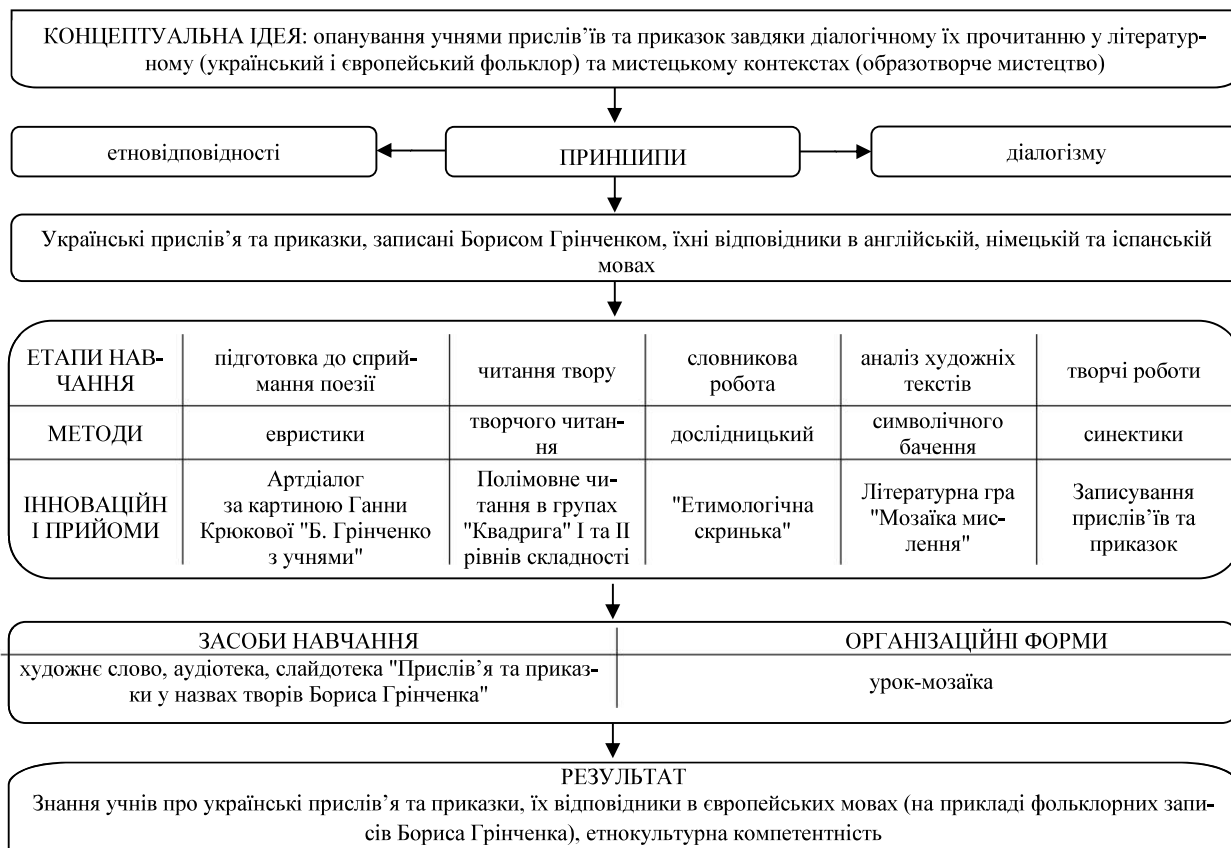 КОНЦЕПТУАЛЬНА ІДЕЯ: опанування учнями прислів’їв та приказок завдяки діалогічному їх прочитанню у літератур-
ному (український і європейський фольклор) та мистецькому контекстах (образотворче мистецтво)
етновідповідності
ПРИНЦИПИ
діалогізму
Українські прислів’я та приказки, записані Борисом Грінченком, їхні відповідники в англійській, німецькій та іспанській
мовах
ЕТАПИ НАВ-
ЧАННЯ
підготовка до сприй-
мання поезії
читання твору
словникова
робота
аналіз художніх
текстів
творчі роботи
МЕТОДИ
евристики
творчого читан-
ня
дослідницький
символічного
бачення
синектики
ІННОВАЦІЙН
І ПРИЙОМИ
Артдіалог
за картиною Ганни
Крюкової "Б. Грінченко
з учнями"
Полімовне чи-
тання в групах
"Квадрига" І та ІІ
рівнів складності
"Етимологічна
скринька"
Літературна гра
"Мозаїка мис-
лення"
Записування
прислів’їв та
приказок
ЗАСОБИ НАВЧАННЯ
художнє слово, аудіотека, слайдотека "Прислів’я та приказ-
ки у назвах творів Бориса Грінченка"
ОРГАНІЗАЦІЙНІ ФОРМИ
урок-мозаїка
РЕЗУЛЬТАТ
Знання учнів про українські прислів’я та приказки, їх відповідники в європейських мовах (на прикладі фольклорних запи-
сів Бориса Грінченка), етнокультурна компетентність